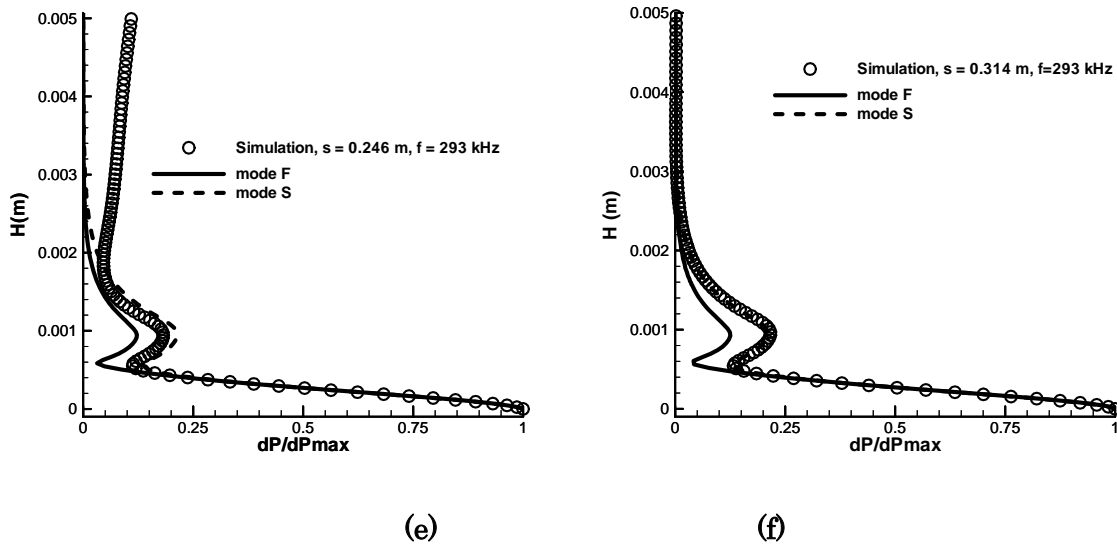 0.005
0.004
0.003
0.002
0.001
0
H(m)
Simulation, s = 0.246 m, f = 293 kHz
mode F
mode S
0
0.25
0.5
0.75
1
dP/dPmax
(e)
0.005
0.004
0.003
0.002
0.001
0
H (m)
Simulation, s = 0.314 m, f=293 kHz
mode F
mode S
0
0.25
0.5
0.75
1
dP/dPmax
(f)